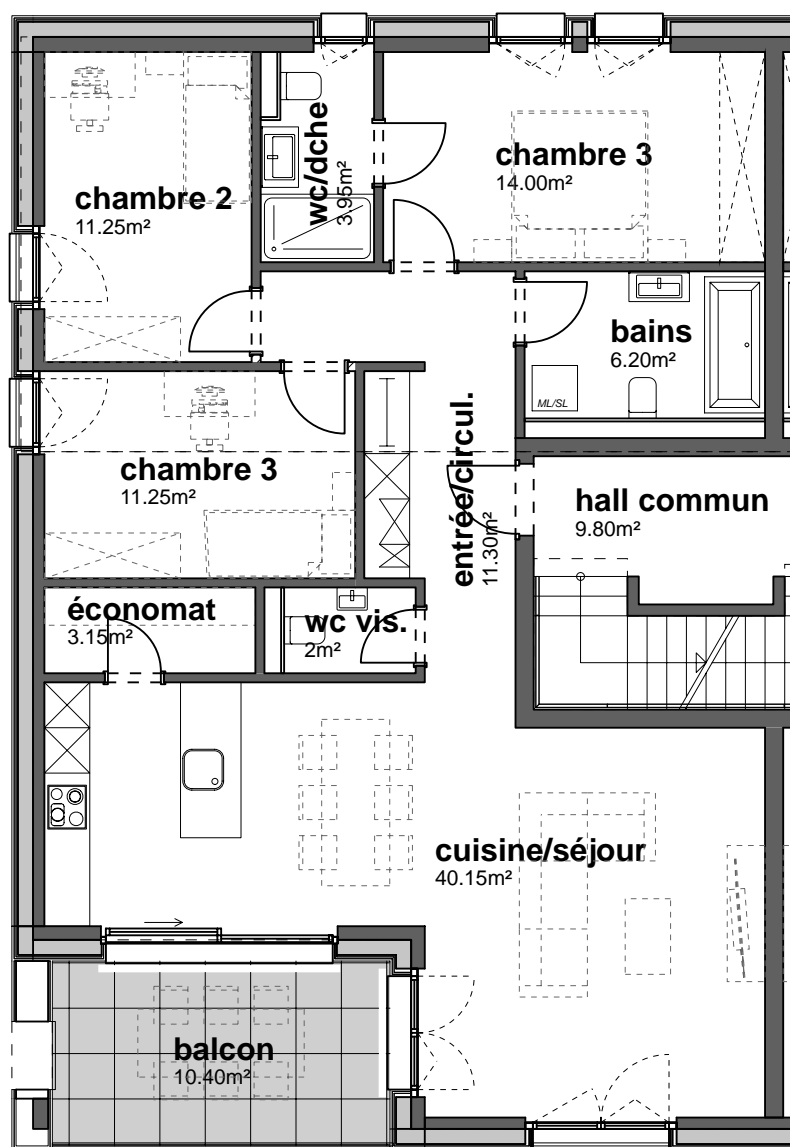 wc/dche
3.95m²
chambre 3
14.00m²
chambre 2
11.25m²
bains
6.20m²
ML/SL
chambre 3
11.25m²
entrée/circul.
11.30m²
hall commun
9.80m²
économat
3.15m²
wc vis.
2m²
cuisine/séjour
40.15m²
balcon
10.40m²